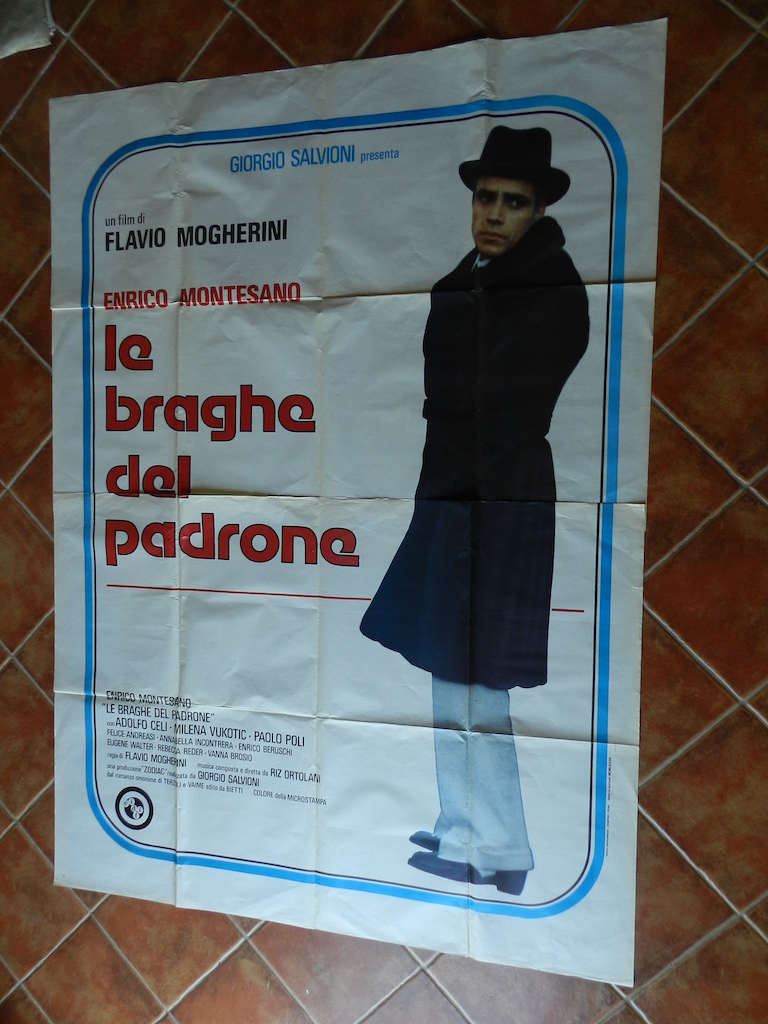 GIORGIO SALVIONI presenta
un film di
FLAVIO MOGHERINI
ENRICO MONTESANO
le
braghe
del
padrone
ENRICO MONTESANO
"LE BRAGHE DEL PADRONE"
con ADOLFO CELI · MILENA VUKOTIC · PAOLO POLI
FELICE ANDREASI · ANNABELLA INCONTRERA · ENRICO BERUSCHI
EUGENE WALTER · REBECCA REDER · VANNA BROSIO
regia di FLAVIO MOGHERINI musica composta e diretta da RIZ ORTOLANI
una produzione "ZODIAC" realizzata da GIORGIO SALVIONI
dal romanzo omonimo di TERZOLI e VAIME edito da BIETTI COLORE della MICROSTAMPA